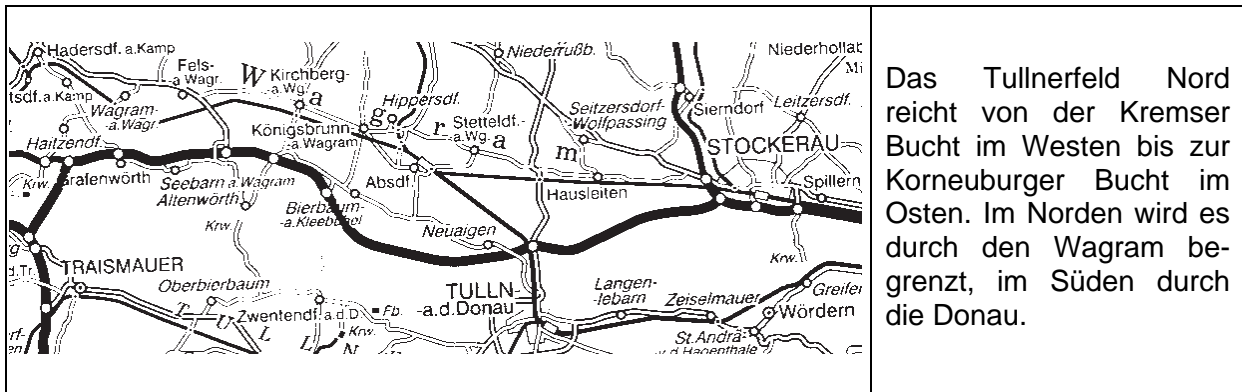 Hadersdf. a.Kamp
Fels-
a.Wagr.
Kirchberg-
-a.Wg.
Niederrußb.
tsdf.a.Kamp
Wagram-
-a.Wagr.
Hippersdf.
Seitzersdorf-
Wolfpassing
Sierndorf
Leitzersdf.
Haitzendf.
Königsbrunn-
-a.Wagram
Stetteldf.-
-a.Wg.
STOCKERAU
W a g r a m
Krw.
Grafenwörth
Seebarn a.Wagram
Altenwörth
Absdf.
Hausleiten
Spillern
Bierbaum-
-a.Kleebügel
Krw.
Neuaigen
Krw.
d.Tr.
TRAISMAUER
Oberbierbaum
TULLN-
-a.d.Donau
Langen-
-lebarn
Zeiselmauer
Greifen
Zwentendf.a.d.D.
Fb.
Krw.
Wördern
St.Andrä-
T U L L N
Das Tullnerfeld Nord
reicht von der Kremser
Bucht im Westen bis zur
Korneuburger Bucht im
Osten. Im Norden wird es
durch den Wagram be-
grenzt, im Süden durch
die Donau.